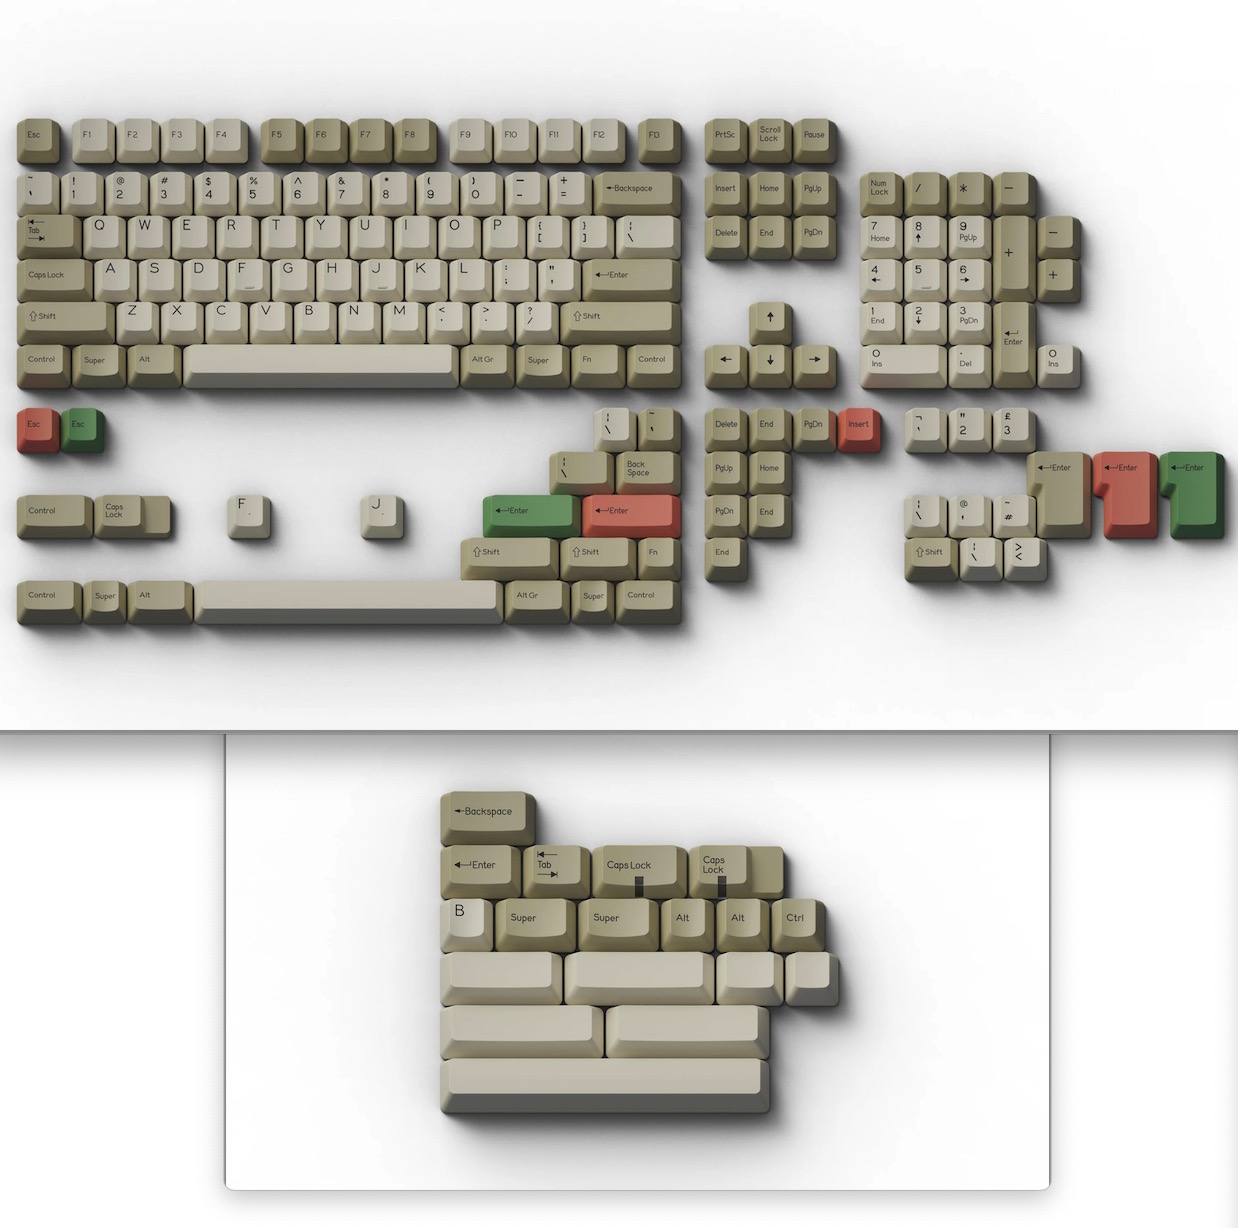 Esc F1 F2 F3 F4 F5 F6 F7 F8 F9 F10 F11 F12 F13 PrtSc Scroll Lock Pause
~ ! @ # $ % ^ & * ( ) — +
` 1 2 3 4 5 6 7 8 9 0 - = ←Backspace Insert Home PgUp Num Lock / * −
Tab Q W E R T Y U I O P { [ } ] ¦ \ Delete End PgDn 7 Home 8 ↑ 9 PgUp + −
Caps Lock A S D F G H J K L : ; " ' Enter 4 ← 5 6 → +
⇧ Shift Z X C V B N M < , > . ? / ⇧ Shift ↑ 1 End 2 ↓ 3 PgDn Enter
Control Super Alt Alt Gr Super Fn Control ← ↓ → 0 Ins . Del 0 Ins
Esc Esc ¦ \ ~ ` Delete End PgDn Insert ¬ ` " 2 £ 3
¦ \ Back Space PgUp Home Enter Enter Enter
Control Caps Lock F J Enter Enter PgDn End ¦ \ @ ' ~ #
⇧ Shift ⇧ Shift Fn End ⇧ Shift ¦ \ > <
Control Super Alt Alt Gr Super Control
←Backspace
Enter Tab Caps Lock Caps Lock
B Super Super Alt Alt Ctrl